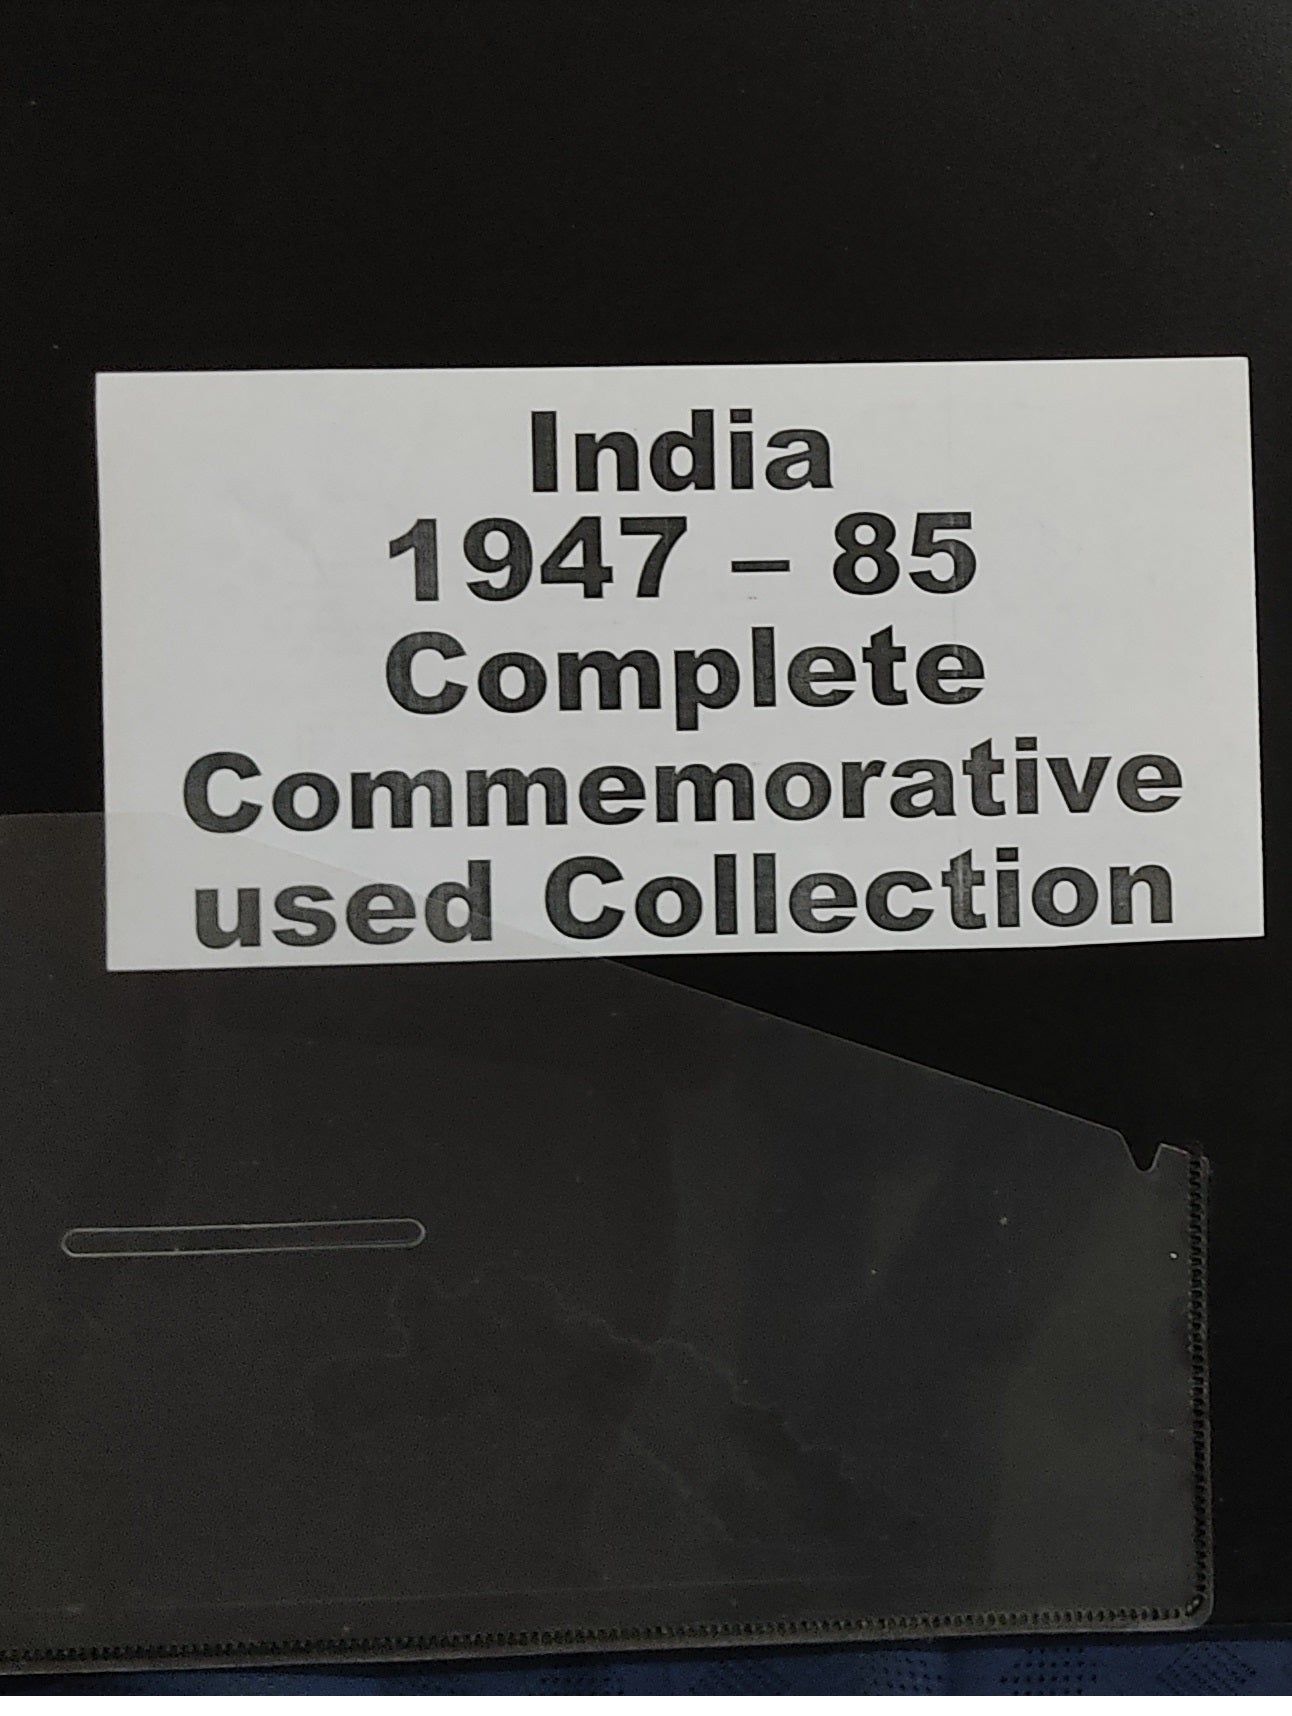 India
1947 – 85
Complete
Commemorative
used Collection